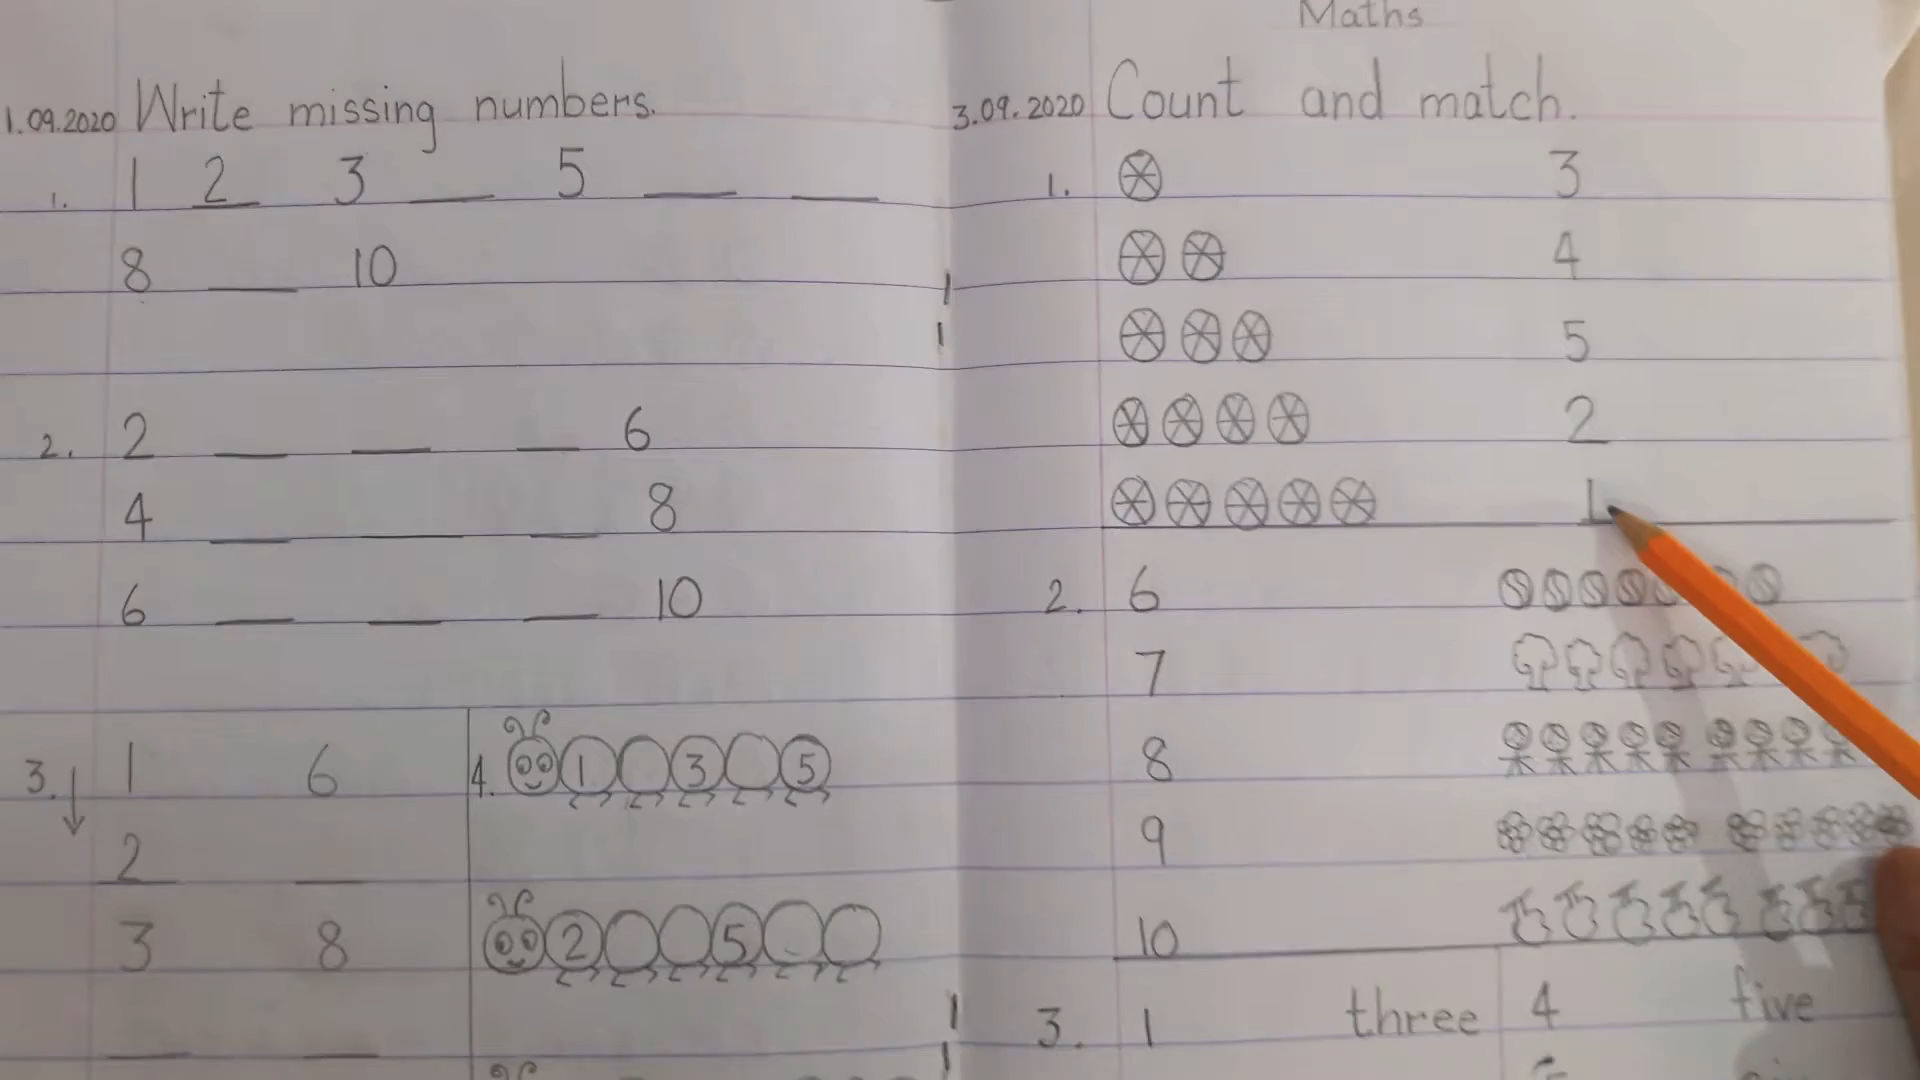 1.09.2020 Write missing numbers.
1. 1 2 3 __ 5 __ __
8 __ 10
2. 2 __ __ __ 6
4 __ __ __ 8
6 __ __ __ 10
3. 1 6
2 __
3 8
__ __
4. 1 3 5
2 5
Maths
3.09.2020 Count and match.
1. 3
4
5
2
1
2. 6
7
8
9
10
3. 1 three 4 five